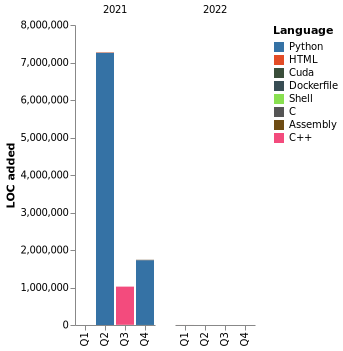 2021 2022
Language
Python
HTML
Cuda
Dockerfile
Shell
C
Assembly
C++
LOC added
8,000,000
7,000,000
6,000,000
5,000,000
4,000,000
3,000,000
2,000,000
1,000,000
0
Q1 Q2 Q3 Q4 Q1 Q2 Q3 Q4